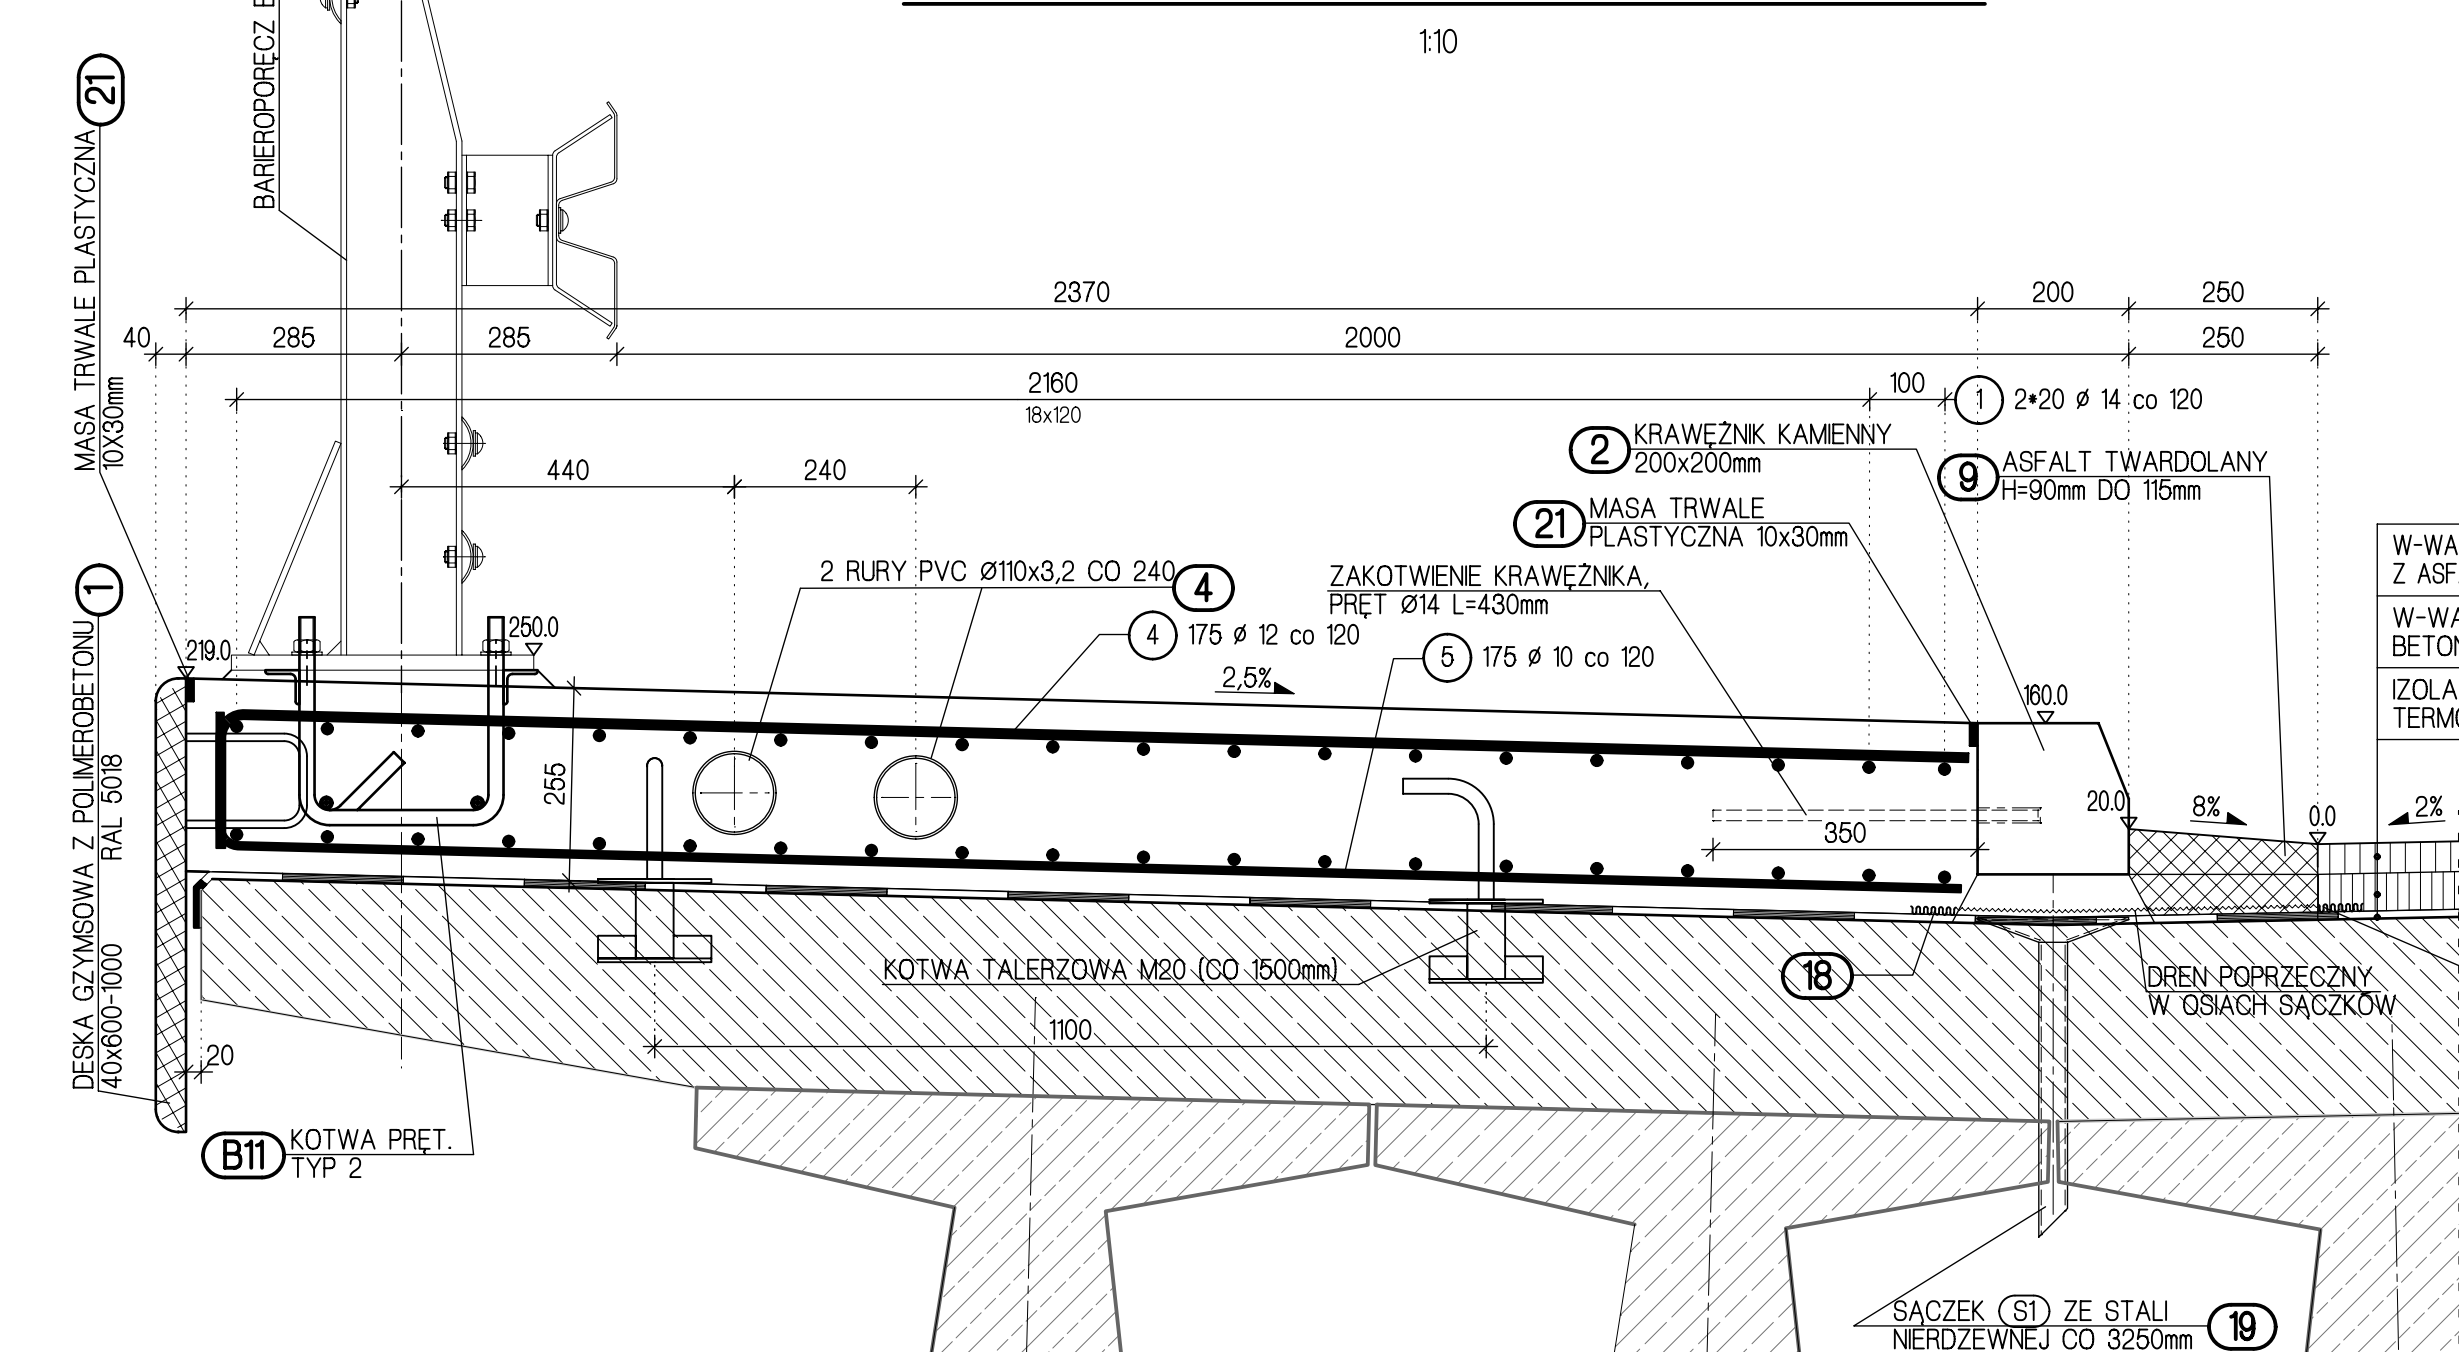 1:10
BARIEROPORĘCZ
21
MASA TRWALE PLASTYCZNA
10X30mm
2370
200
250
40
285
285
2000
250
2160
100
1
2*20 Ø 14 co 120
18x120
2
KRAWĘŻNIK KAMIENNY
200x200mm
9
ASFALT TWARDOLANY
H=90mm DO 115mm
440
240
21
MASA TRWALE
PLASTYCZNA 10x30mm
2 RURY PVC Ø110x3,2 CO 240
4
ZAKOTWIENIE KRAWĘŻNIKA,
PRĘT Ø14 L=430mm
4
175 Ø 12 co 120
5
175 Ø 10 co 120
W-WA
Z ASF
W-WA
BETON
IZOLA
TERMO
1
DESKA GZYMSOWA Z POLIMEROBETONU
40x600-1000 RAL 5018
219.0
250.0
2,5%
160.0
255
20.0
8%
0.0
2%
350
KOTWA TALERZOWA M20 (CO 1500mm)
18
DREN POPRZECZNY
W OSIACH SĄCZKÓW
1100
20
B11
KOTWA PRĘT.
TYP 2
SĄCZEK S1 ZE STALI
NIERDZEWNEJ CO 3250mm
19